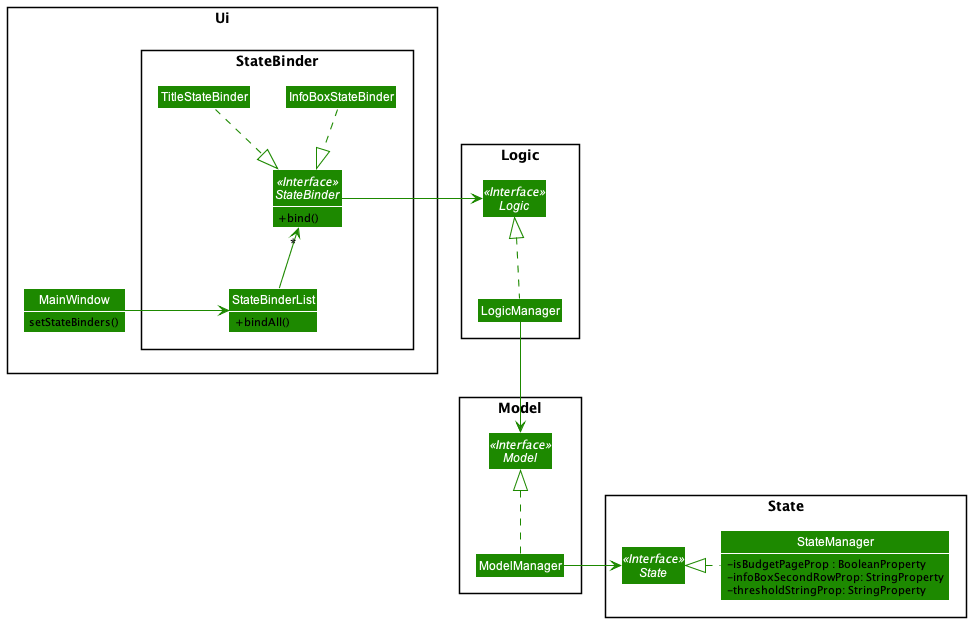 Ui
StateBinder
TitleStateBinder
InfoBoxStateBinder
«Interface»
StateBinder
+bind()
*
MainWindow
setStateBinders()
StateBinderList
+bindAll()
Logic
«Interface»
Logic
LogicManager
Model
«Interface»
Model
ModelManager
State
«Interface»
State
StateManager
-isBudgetPageProp : BooleanProperty
-infoBoxSecondRowProp: StringProperty
-thresholdStringProp: StringProperty